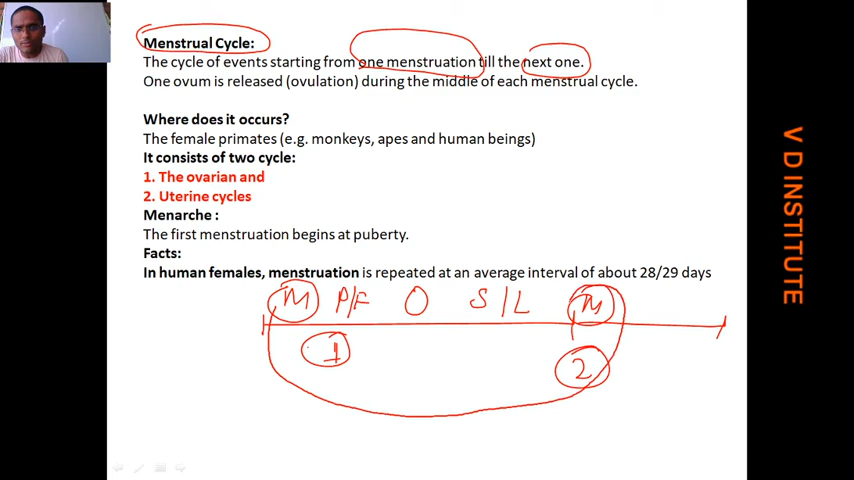 Menstrual Cycle:
The cycle of events starting from one menstruation till the next one.
One ovum is released (ovulation) during the middle of each menstrual cycle.
Where does it occurs?
The female primates (e.g. monkeys, apes and human beings)
It consists of two cycle:
1. The ovarian and
2. Uterine cycles
Menarche :
The first menstruation begins at puberty.
Facts:
In human females, menstruation is repeated at an average interval of about 28/29 days
M P/F O S/L M
1 2
V D INSTITUTE